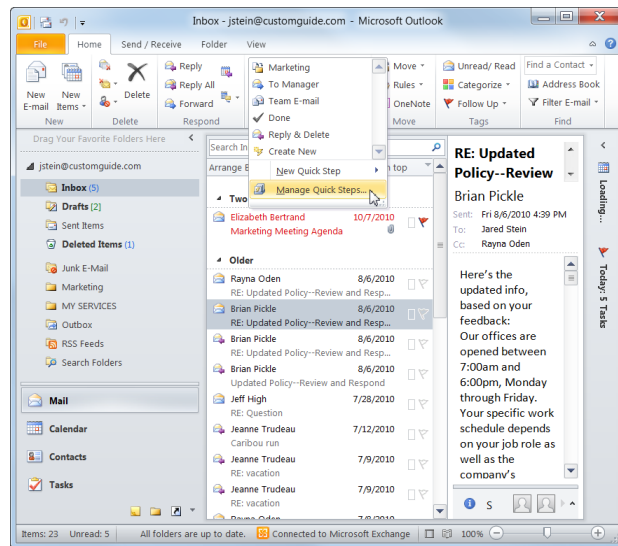 Inbox - jstein@customguide.com - Microsoft Outlook
File Home Send / Receive Folder View
New E-mail
New Items
New
Delete
Delete
Reply
Reply All
Forward
Respond
Marketing
To Manager
Team E-mail
Done
Reply & Delete
Create New
New Quick Step
Manage Quick Steps...
Move
Rules
OneNote
Move
Unread/ Read
Categorize
Follow Up
Tags
Find a Contact
Address Book
Filter E-mail
Find
Drag Your Favorite Folders Here
jstein@customguide.com
Inbox (5)
Drafts [2]
Sent Items
Deleted Items (1)
Junk E-Mail
Marketing
MY SERVICES
Outbox
RSS Feeds
Search Folders
Mail
Calendar
Contacts
Tasks
Search In
Arrange top
Two
Elizabeth Bertrand 10/7/2010
Marketing Meeting Agenda
Older
Rayna Oden 8/6/2010
RE: Updated Policy--Review and Resp...
Brian Pickle 8/6/2010
RE: Updated Policy--Review and Resp...
Brian Pickle 8/6/2010
RE: Updated Policy--Review and Resp...
Brian Pickle 8/6/2010
Updated Policy--Review and Respond
Jeff High 7/28/2010
RE: Question
Jeanne Trudeau 7/12/2010
Caribou run
Jeanne Trudeau 7/9/2010
RE: vacation
Jeanne Trudeau 7/9/2010
RE: vacation
Rayna Oden 7/8/2010
RE: Updated
Policy--Review
Brian Pickle
Sent: Fri 8/6/2010 4:39 PM
To: Jared Stein
Cc: Rayna Oden
Here's the
updated info,
based on your
feedback:
Our offices are
opened between
7:00am and
6:00pm, Monday
through Friday.
Your specific work
schedule depends
on your job role as
well as the
company's
S
Loading...
Today: 5 Tasks
Items: 23 Unread: 5 All folders are up to date. Connected to Microsoft Exchange 100%